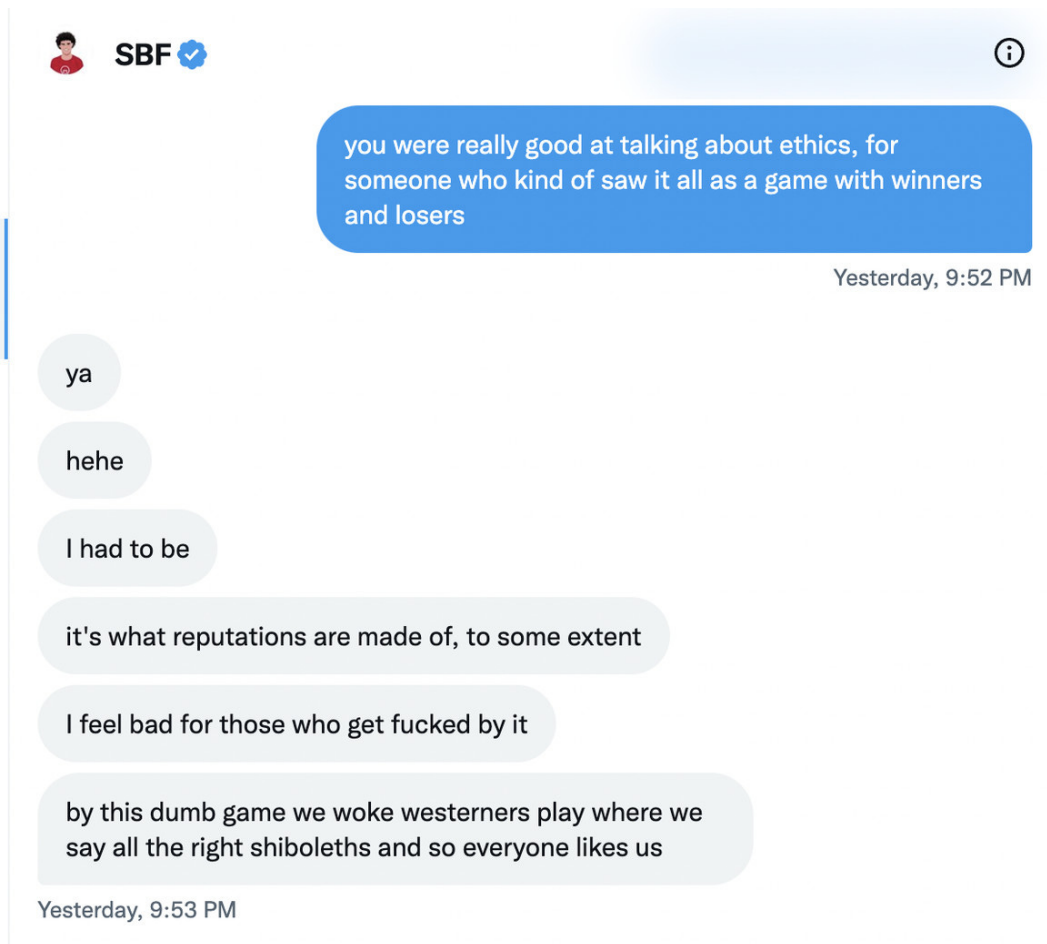 SBF
you were really good at talking about ethics, for
someone who kind of saw it all as a game with winners
and losers
Yesterday, 9:52 PM
ya
hehe
I had to be
it's what reputations are made of, to some extent
I feel bad for those who get fucked by it
by this dumb game we woke westerners play where we
say all the right shiboleths and so everyone likes us
Yesterday, 9:53 PM